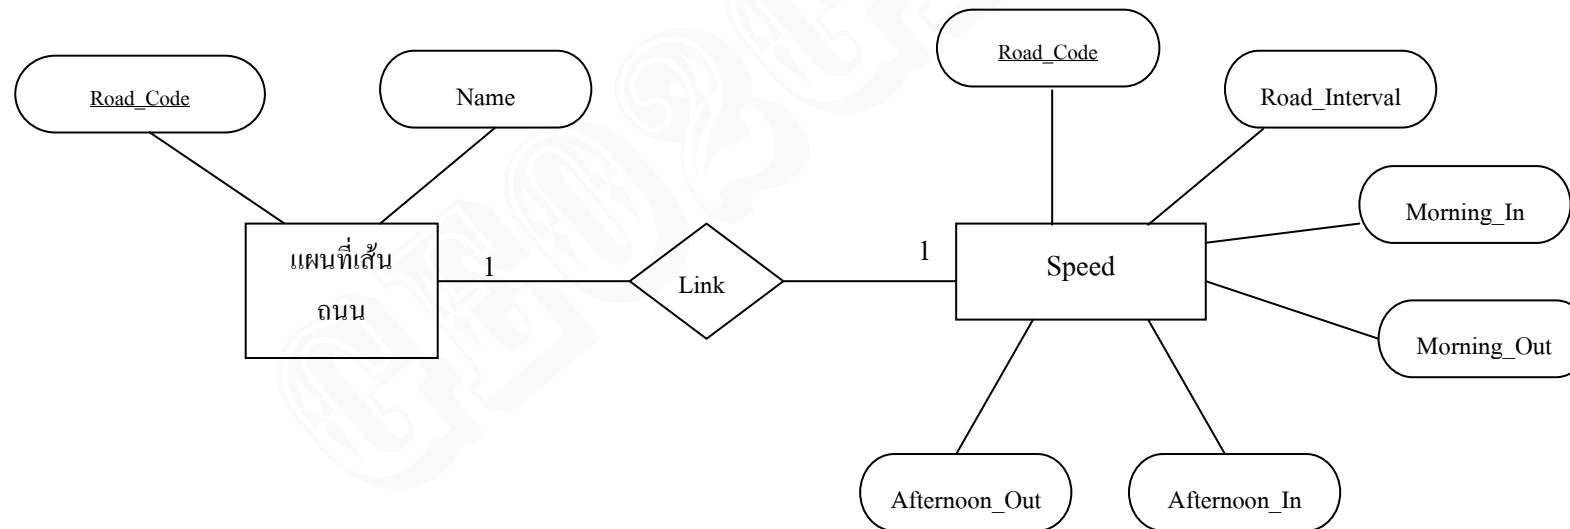 Road_Code
Name
Road_Code
Road_Interval
Morning_In
แผนที่เส้น
ถนน
1
Link
1
Speed
Morning_Out
Afternoon_Out
Afternoon_In